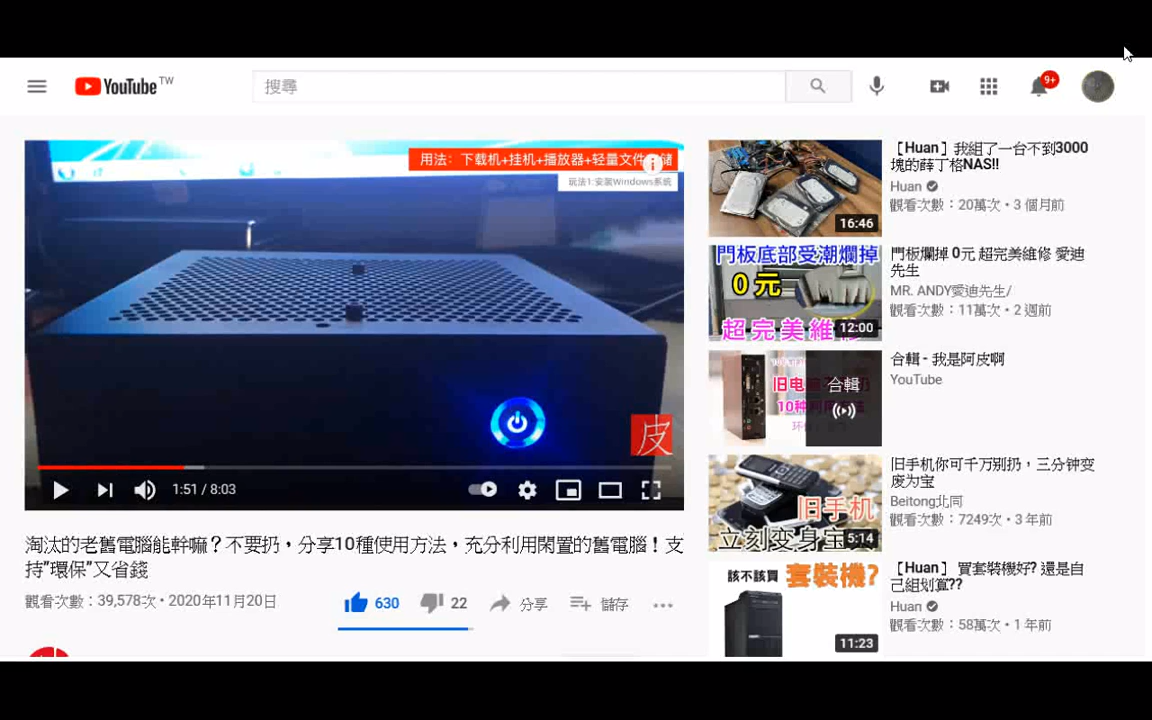 YouTube TW
搜尋
9+
用法：下载机+挂机+播放器+轻量文件储
玩法1:安装Windows系统
皮
1:51 / 8:03
淘汰的老舊電腦能幹嘛？不要扔，分享10種使用方法，充分利用閑置的舊電腦！支
持"環保"又省錢
觀看次數：39,578次 • 2020年11月20日
630
22
分享
儲存
16:46
【Huan】我組了一台不到3000
塊的薛丁格NAS!!
Huan
觀看次數：20萬次 • 3 個月前
門板底部受潮爛掉
0元
超完美維
12:00
門板爛掉 0元 超完美維修 愛迪
先生
MR. ANDY愛迪先生/
觀看次數：11萬次 • 2 週前
旧电
10种
合輯
合輯 - 我是阿皮啊
YouTube
旧手机
立刻变身宝
5:14
旧手机你可千万别扔，三分钟变
废为宝
Beitong北同
觀看次數：7249次 • 3 年前
該不該買 套裝機?
11:23
【Huan】 買套裝機好? 還是自
己組划算??
Huan
觀看次數：58萬次 • 1 年前